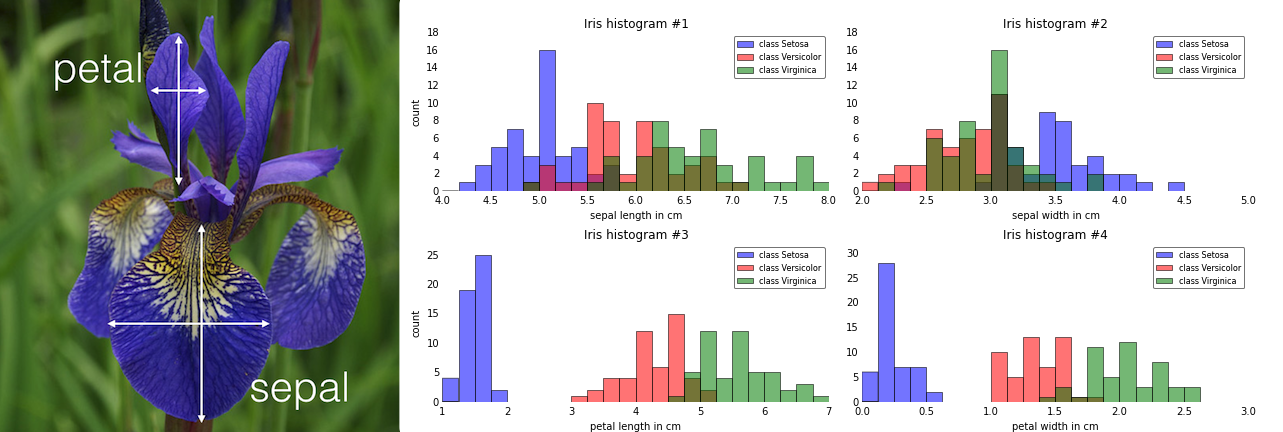 petal
sepal
Iris histogram #1
class Setosa
class Versicolor
class Virginica
count
18
16
14
12
10
8
6
4
2
0
4.0 4.5 5.0 5.5 6.0 6.5 7.0 7.5 8.0
sepal length in cm
Iris histogram #2
class Setosa
class Versicolor
class Virginica
18
16
14
12
10
8
6
4
2
0
2.0 2.5 3.0 3.5 4.0 4.5 5.0
sepal width in cm
Iris histogram #3
class Setosa
class Versicolor
class Virginica
count
25
20
15
10
5
0
1 2 3 4 5 6 7
petal length in cm
Iris histogram #4
class Setosa
class Versicolor
class Virginica
30
25
20
15
10
5
0
0.0 0.5 1.0 1.5 2.0 2.5 3.0
petal width in cm